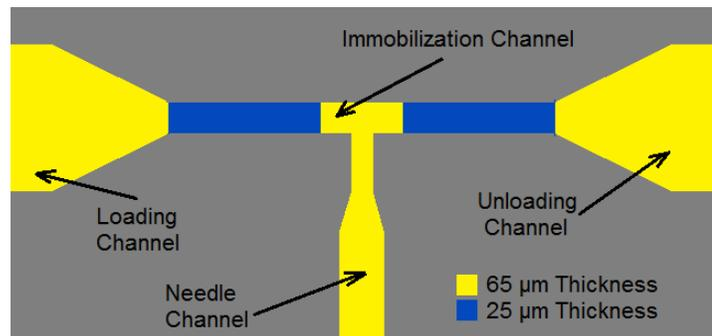 Immobilization Channel
Loading
Channel
Unloading
Channel
Needle
Channel
65 µm Thickness
25 µm Thickness